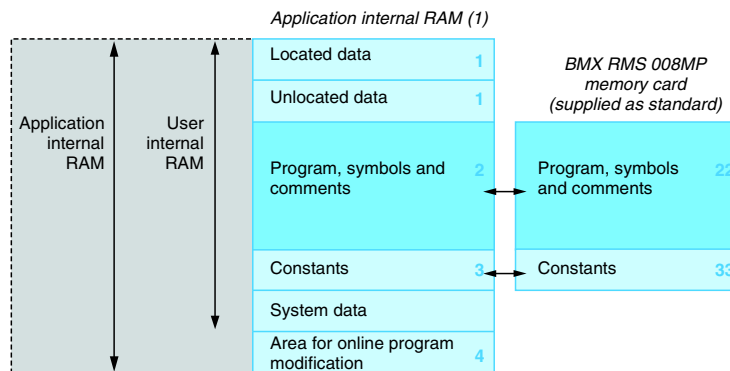 Application internal RAM (1)
Located data 1
BMX RMS 008MP
memory card
(supplied as standard)
Unlocated data 1
Application
internal
RAM
User
internal
RAM
Program, symbols and
comments
2
Program, symbols
and comments
22
Constants 3
Constants 33
System data
Area for online program
modification
4